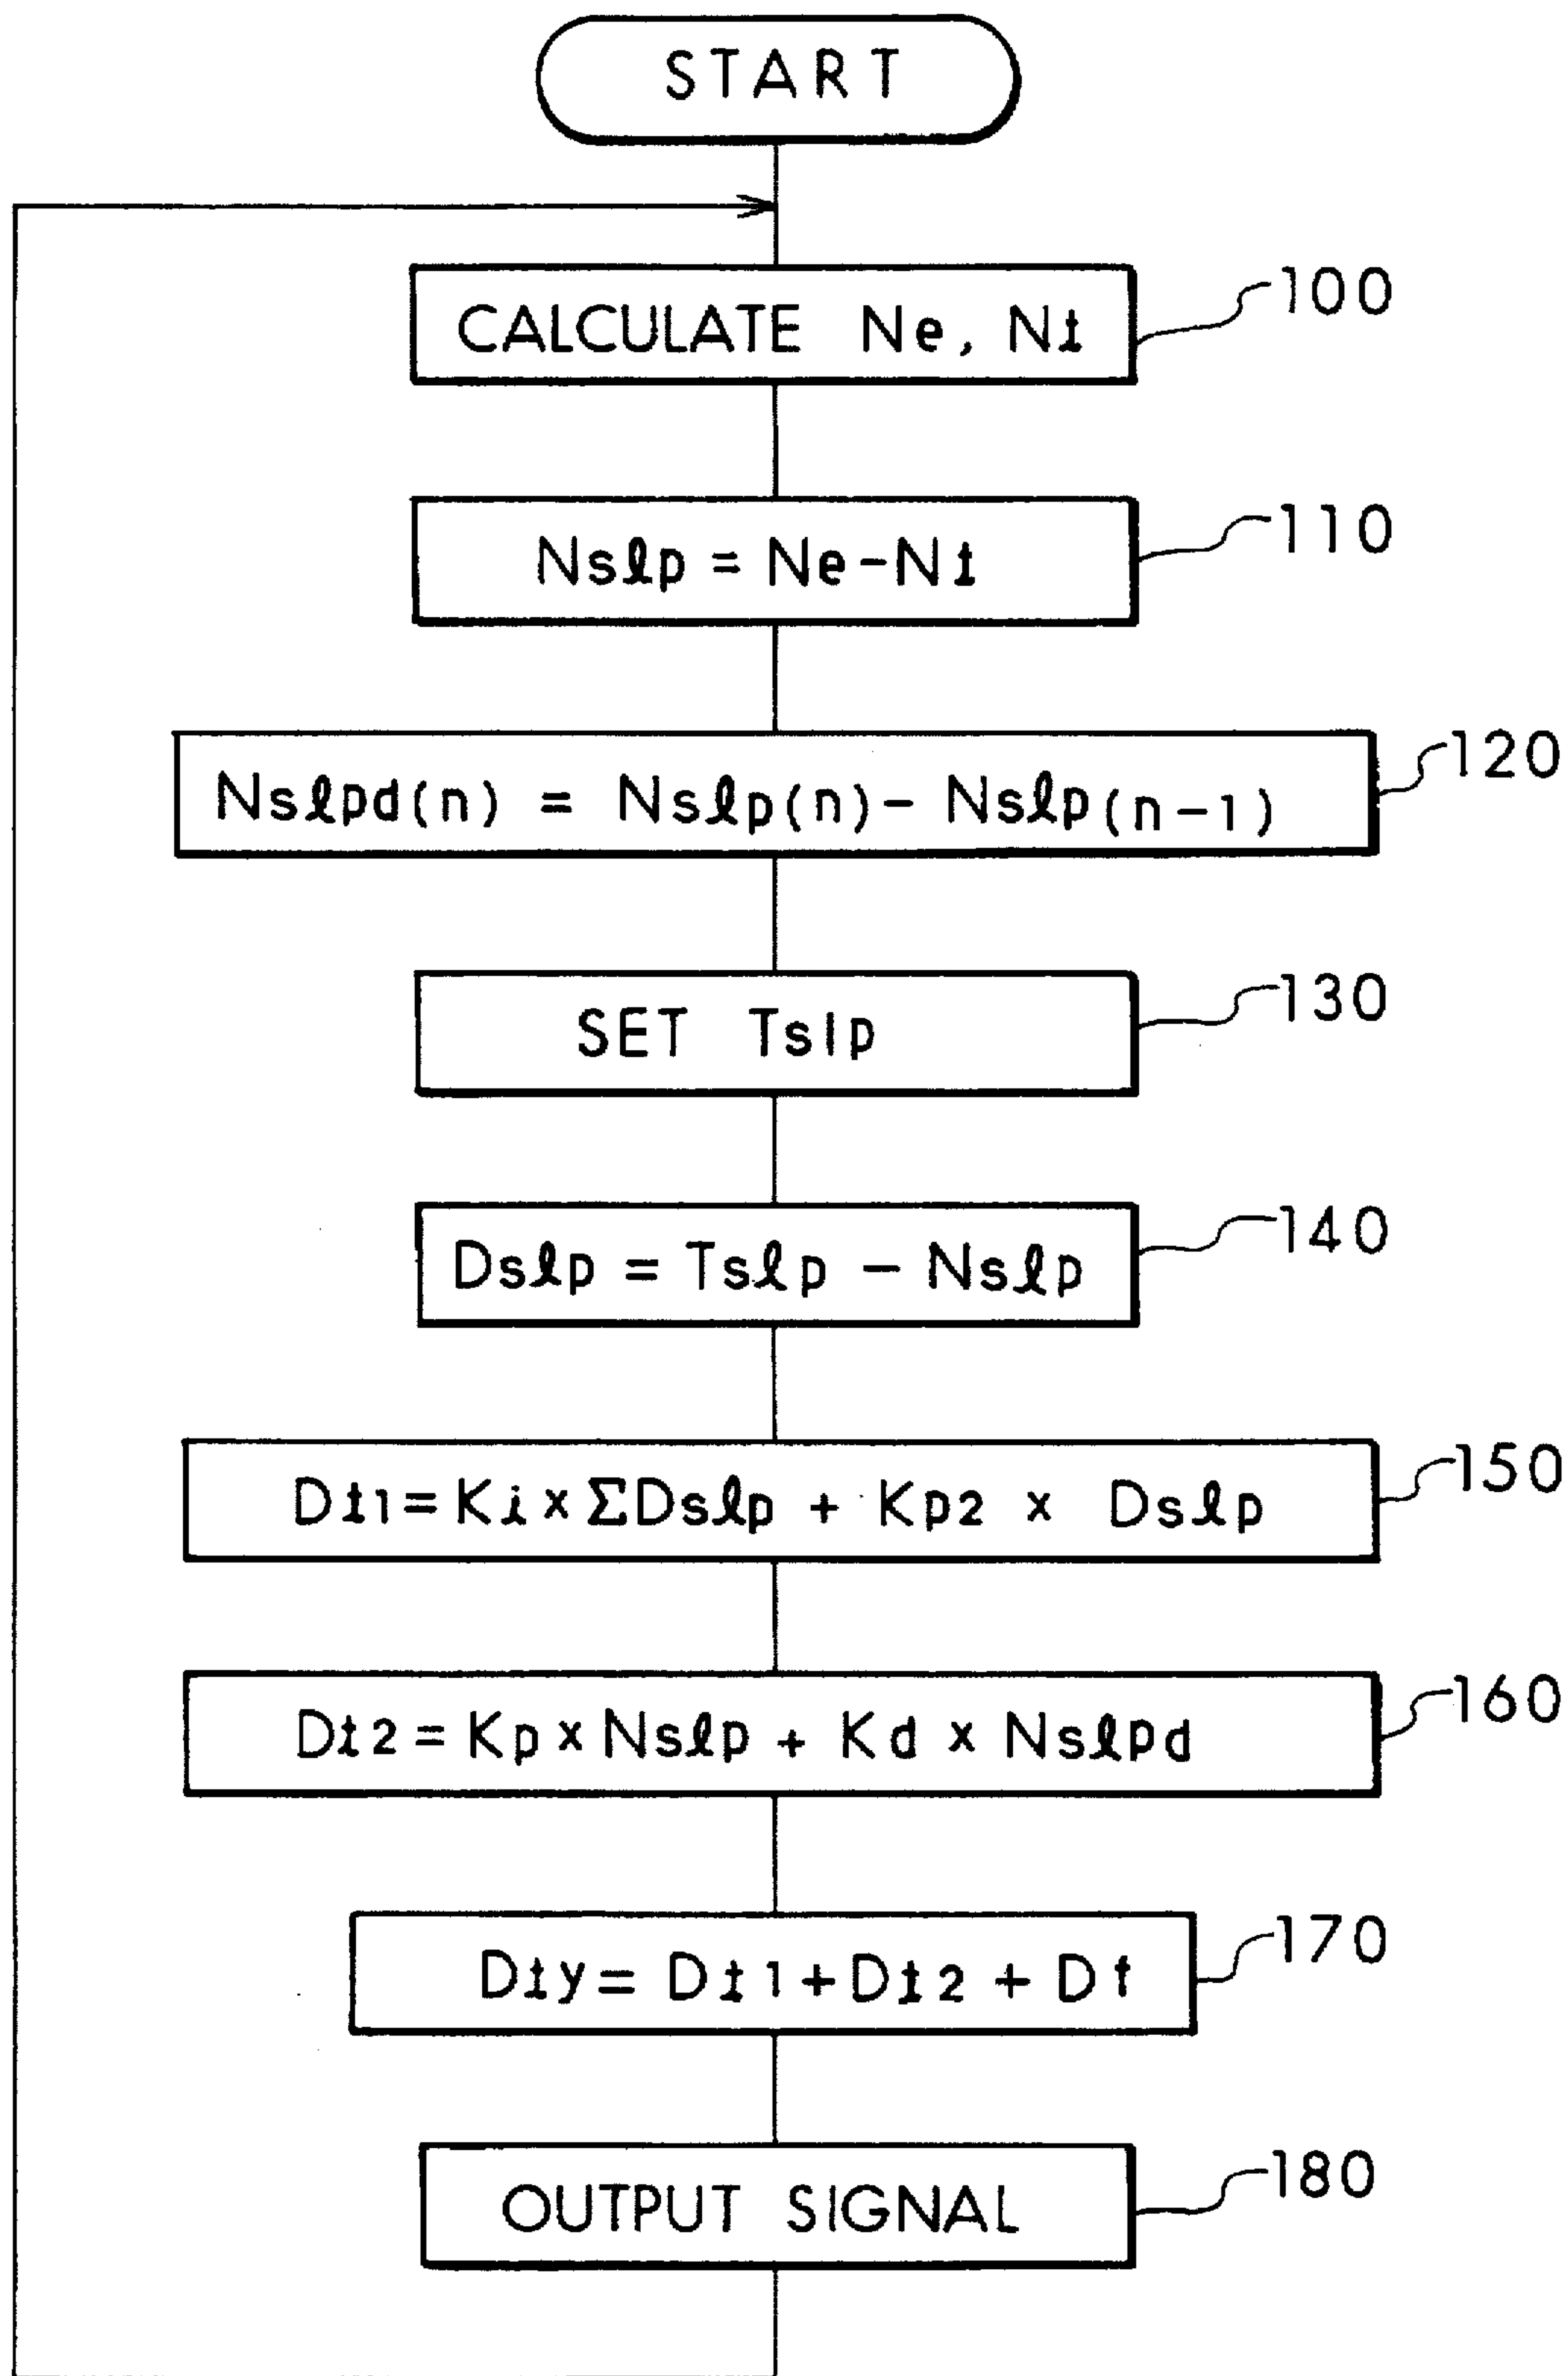 START
CALCULATE Ne, Nt
100
Nslp = Ne-Nt
110
Nslpd(n) = Nslp(n)- Nslp(n-1)
120
SET Tslp
130
Dslp = Tslp - Nslp
140
Dt1=Ki×ΣDslp + Kp2 × Dslp
150
Dt2=Kp×Nslp + Kd × Nslpd
160
Dty= Dt1+Dt2 + Df
170
OUTPUT SIGNAL
180